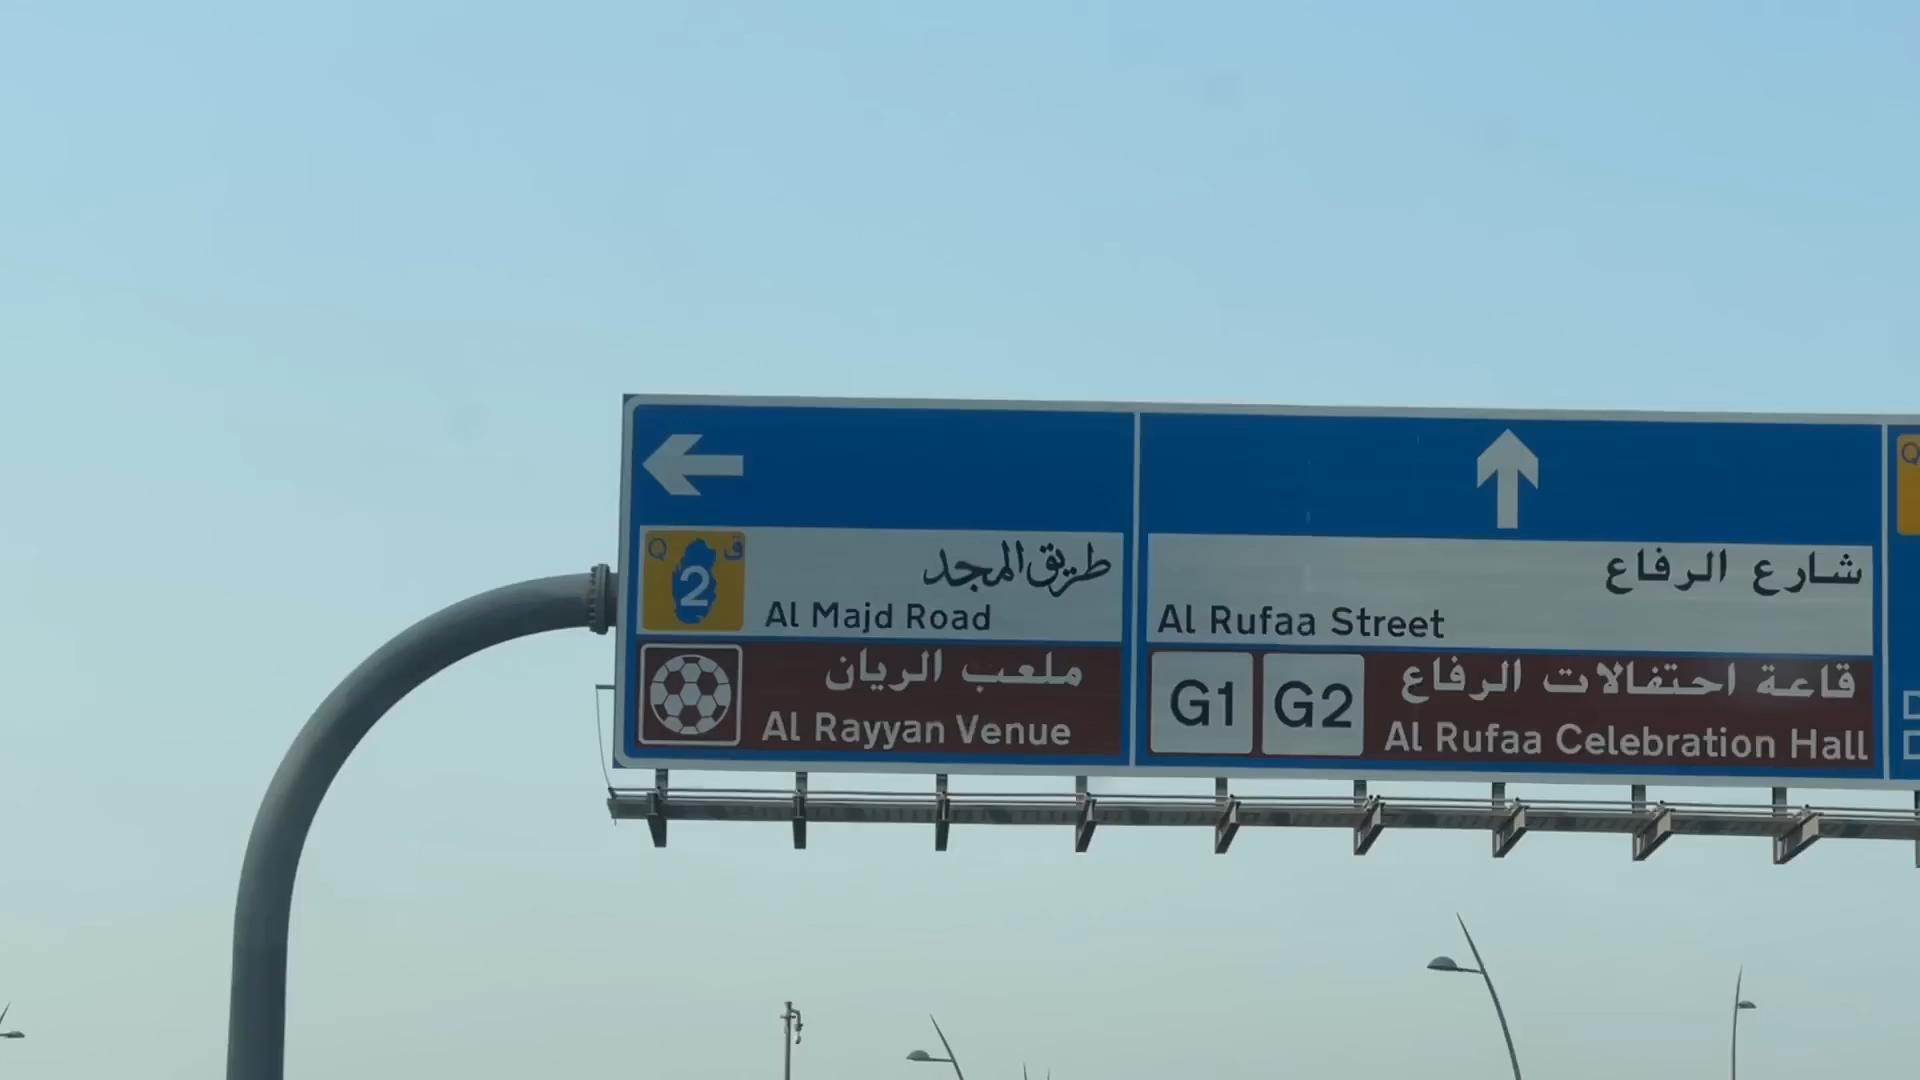 Q ق
2
طريق المجد
Al Majd Road
ملعب الريان
Al Rayyan Venue
شارع الرفاع
Al Rufaa Street
G1 G2
قاعة احتفالات الرفاع
Al Rufaa Celebration Hall
Q